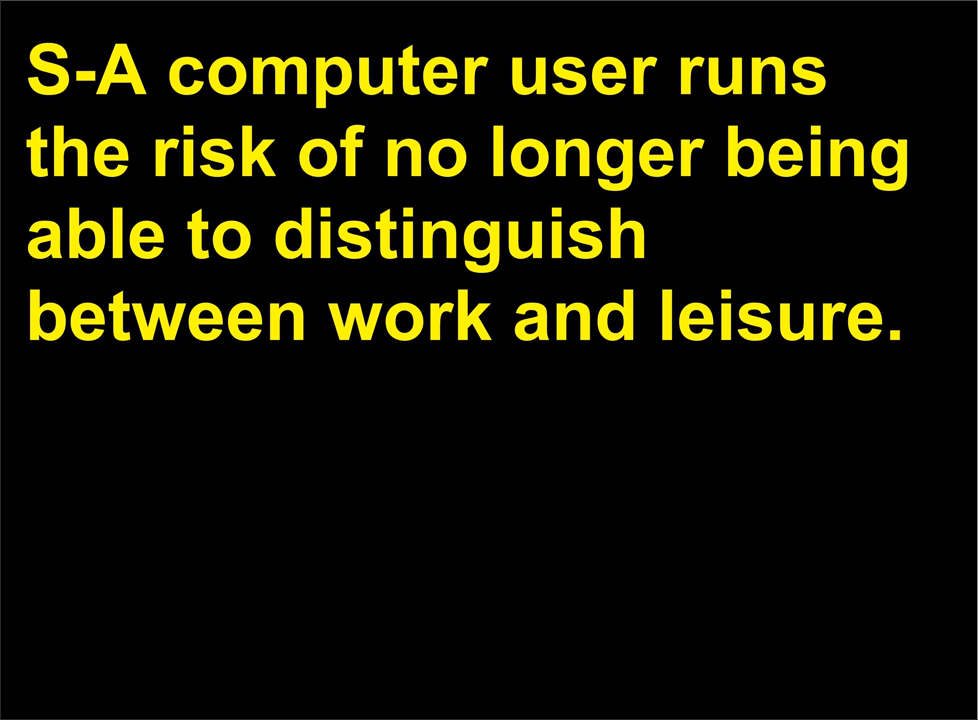 S-A computer user runs
the risk of no longer being
able to distinguish
between work and leisure.